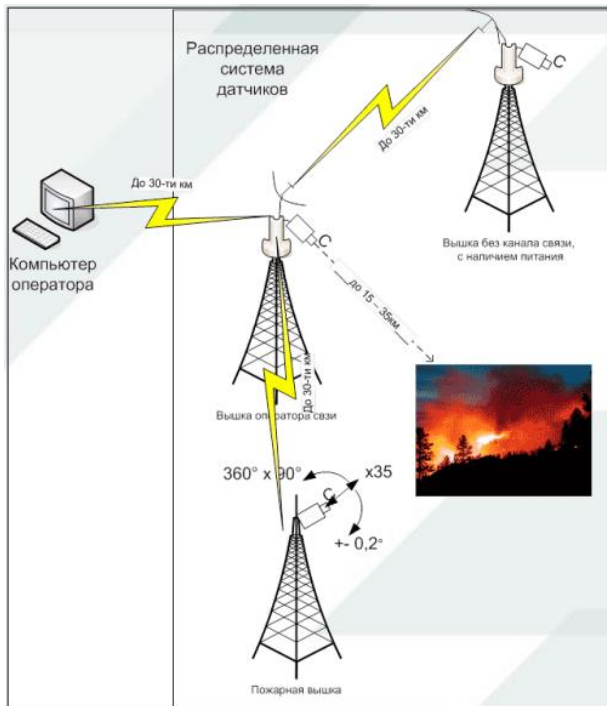 Распределенная
система
датчиков
До 30-ти км
До 30-ти км
Компьютер
оператора
Вышка без канала связи,
с наличием питания
до 15 – 35км
До 30-ти км
Вышка оператора свзи
360° x 90°
x35
+- 0,2°
Пожарная вышка